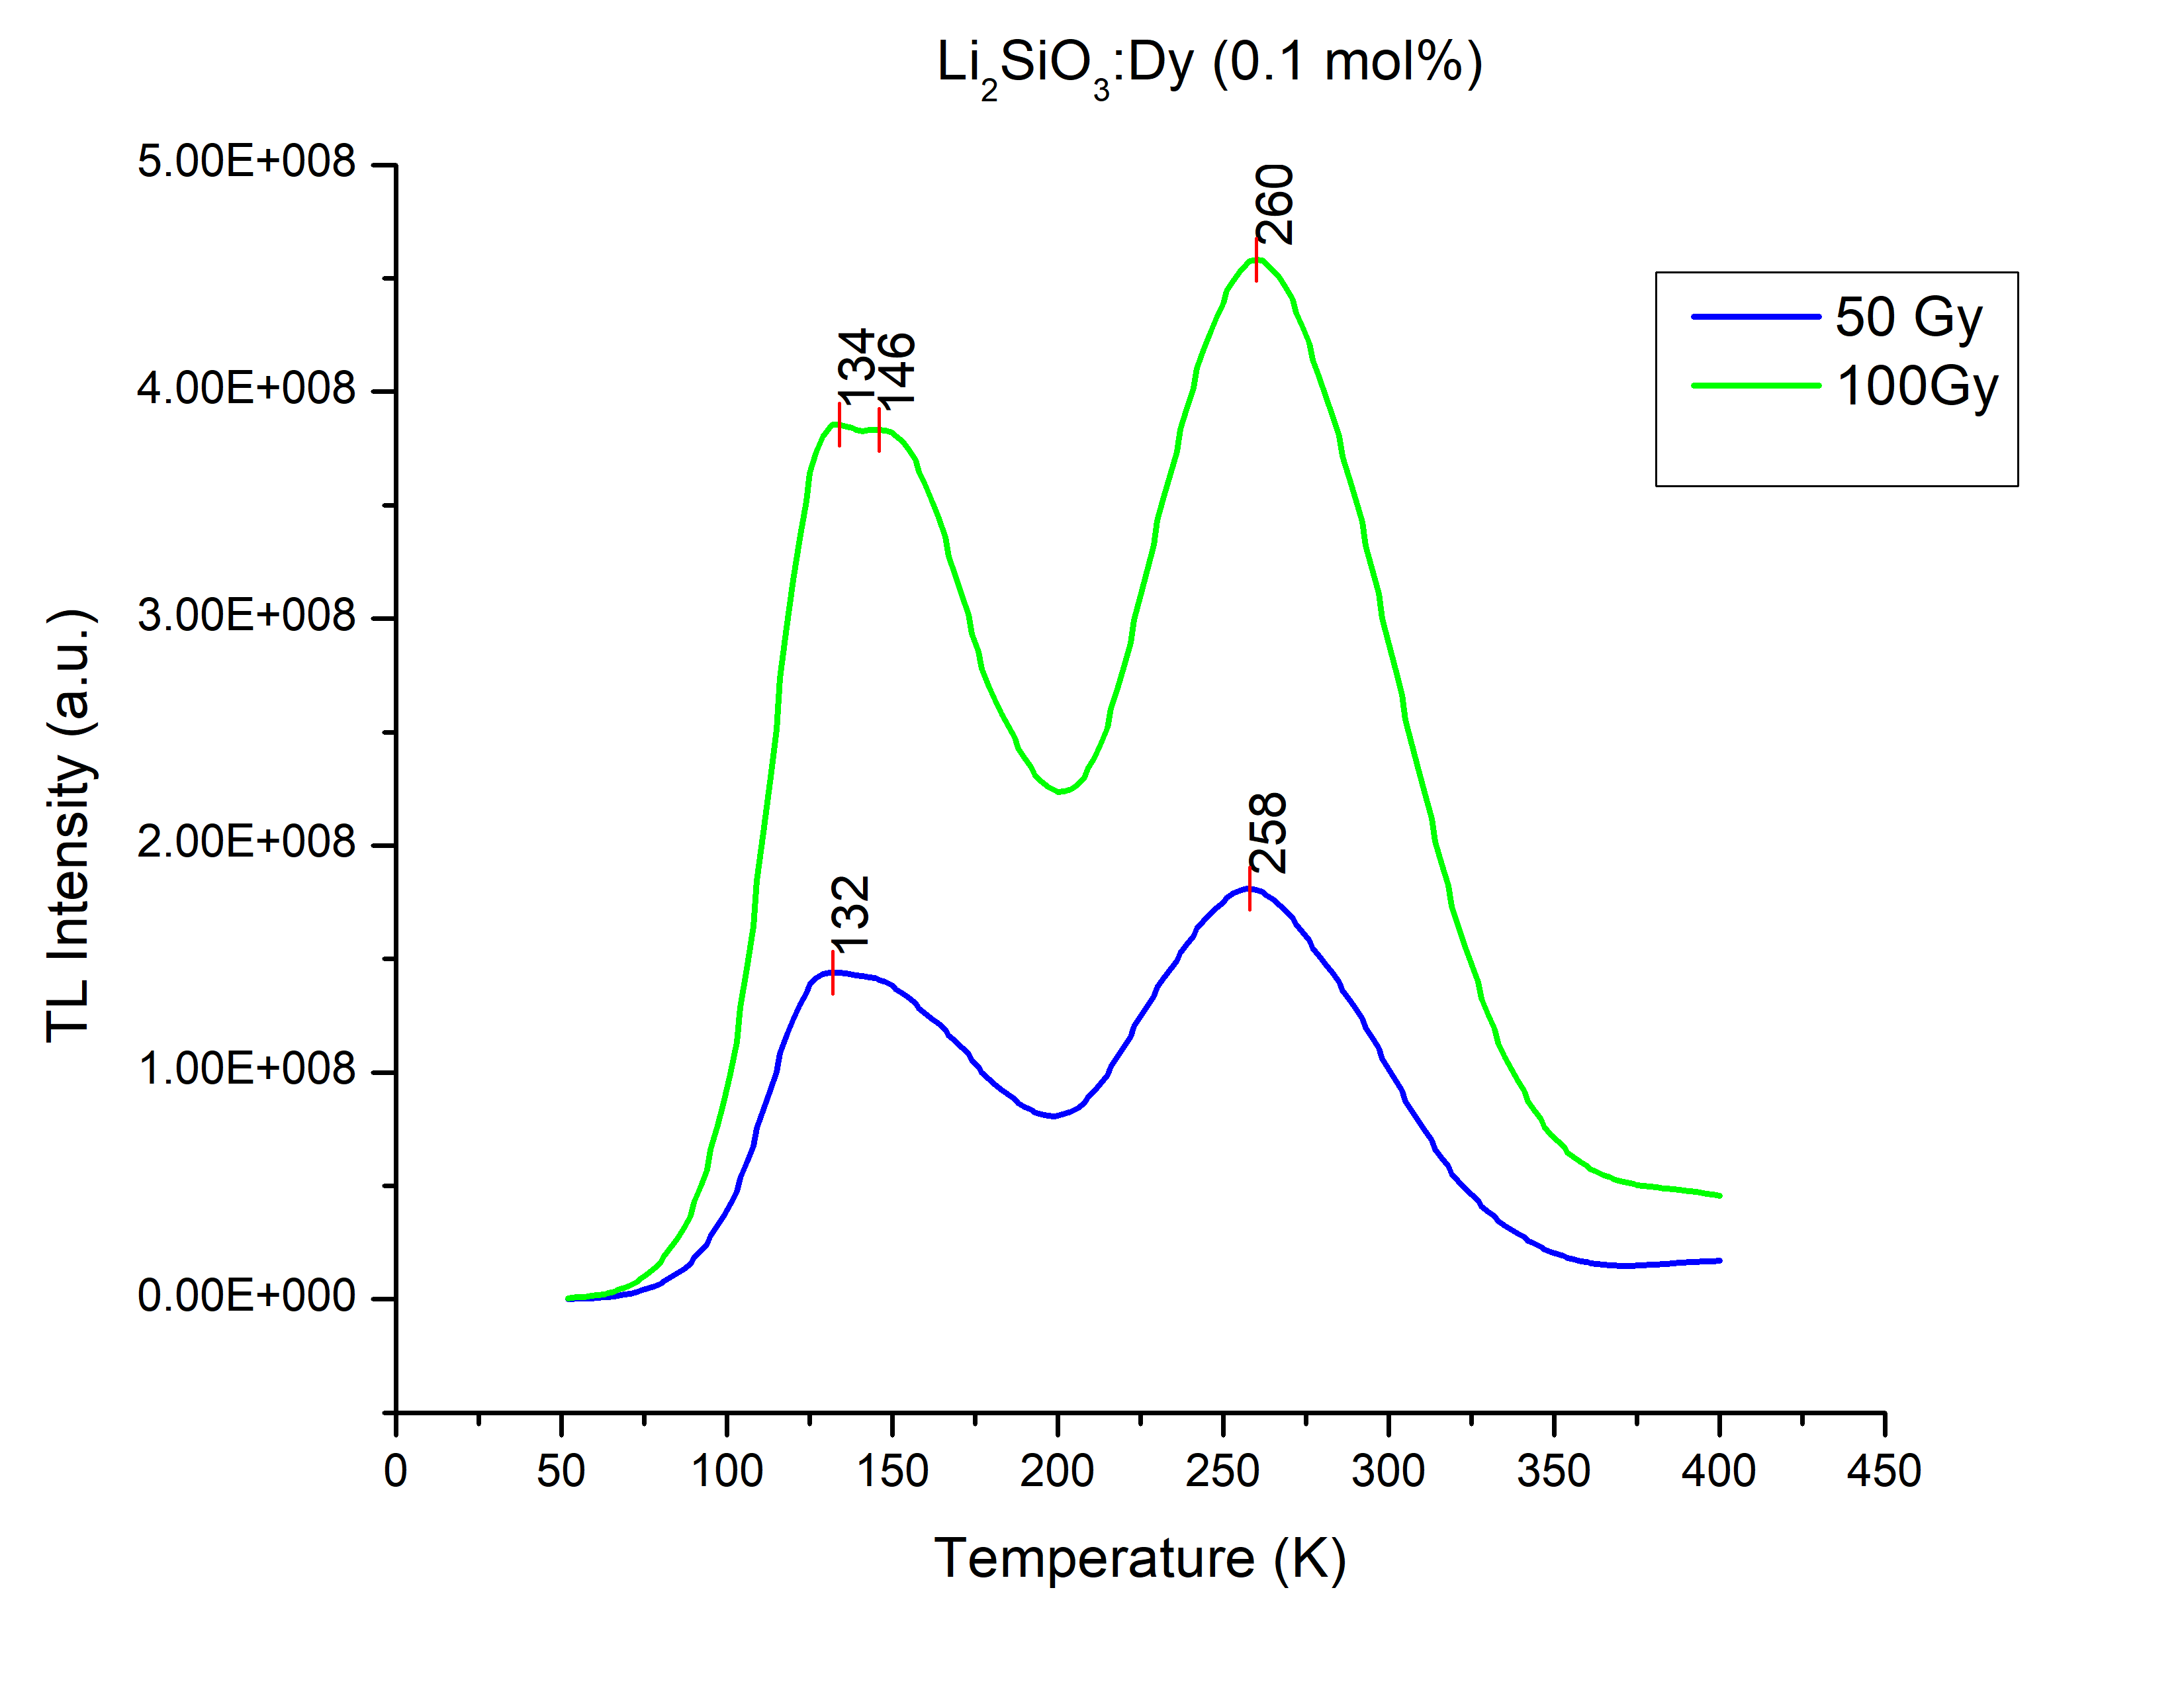 Li₂SiO₃:Dy (0.1 mol%)
5.00E+008
4.00E+008
3.00E+008
2.00E+008
1.00E+008
0.00E+000
TL Intensity (a.u.)
134
146
260
132
258
50 Gy
100Gy
0 50 100 150 200 250 300 350 400 450
Temperature (K)